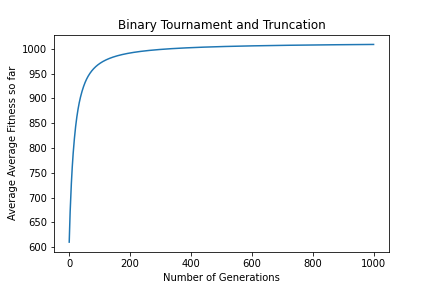 Binary Tournament and Truncation
1000
950
900
850
800
750
700
650
600
Average Average Fitness so far
0 200 400 600 800 1000
Number of Generations